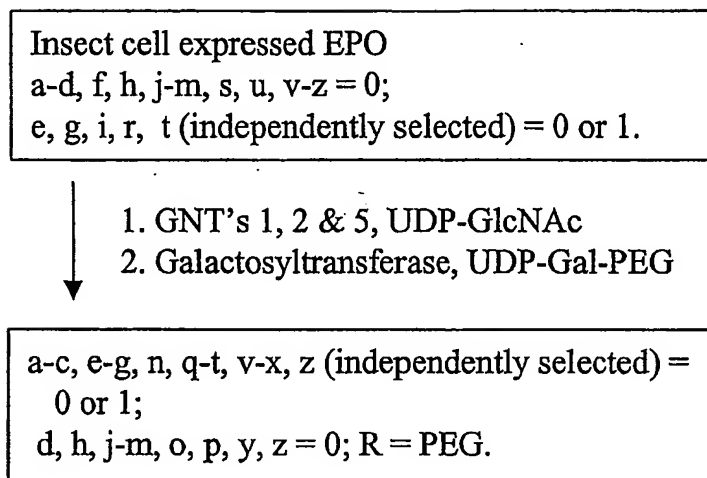 Insect cell expressed EPO
a-d, f, h, j-m, s, u, v-z = 0;
e, g, i, r, t (independently selected) = 0 or 1.
1. GNT's 1, 2 & 5, UDP-GlcNAc
2. Galactosyltransferase, UDP-Gal-PEG
a-c, e-g, n, q-t, v-x, z (independently selected) =
0 or 1;
d, h, j-m, o, p, y, z = 0; R = PEG.